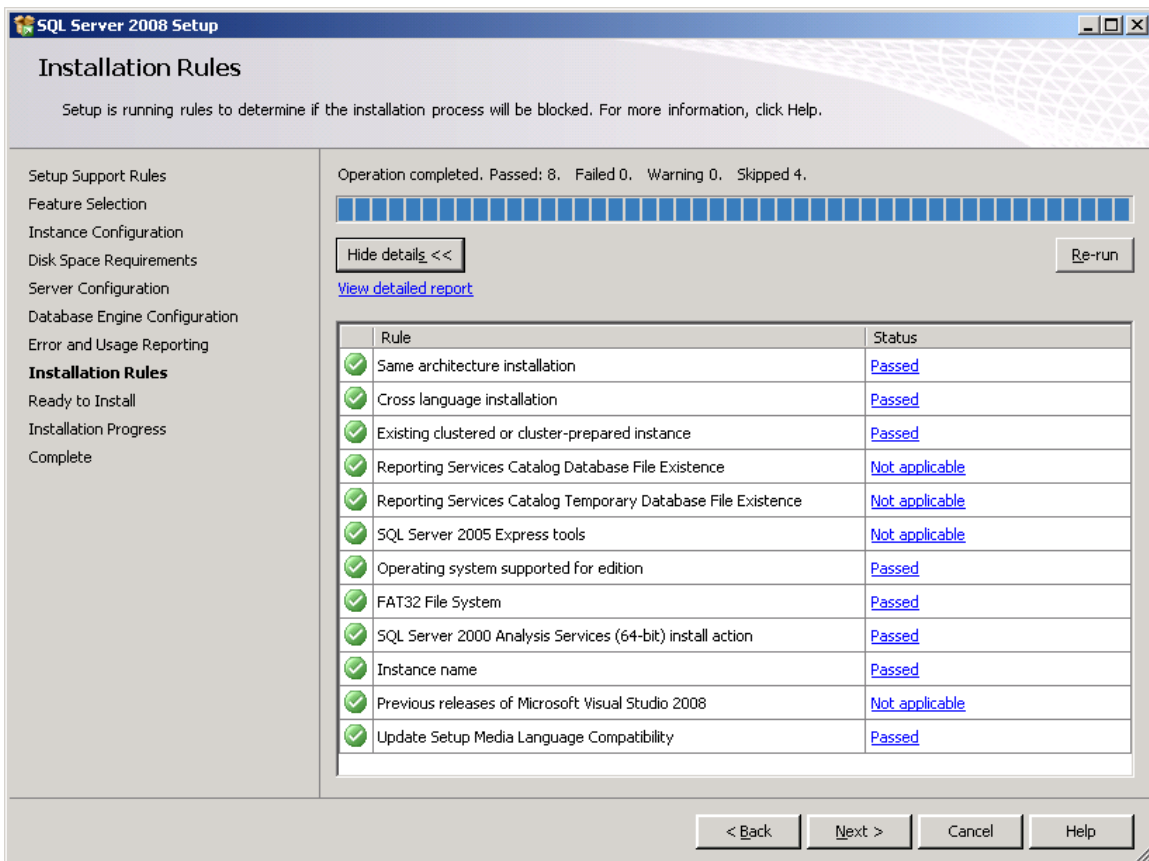 SQL Server 2008 Setup
Installation Rules
Setup is running rules to determine if the installation process will be blocked. For more information, click Help.
Setup Support Rules
Feature Selection
Instance Configuration
Disk Space Requirements
Server Configuration
Database Engine Configuration
Error and Usage Reporting
Installation Rules
Ready to Install
Installation Progress
Complete
Operation completed. Passed: 8. Failed 0. Warning 0. Skipped 4.
Hide details <<
Re-run
View detailed report
Rule Status
Same architecture installation Passed
Cross language installation Passed
Existing clustered or cluster-prepared instance Passed
Reporting Services Catalog Database File Existence Not applicable
Reporting Services Catalog Temporary Database File Existence Not applicable
SQL Server 2005 Express tools Not applicable
Operating system supported for edition Passed
FAT32 File System Passed
SQL Server 2000 Analysis Services (64-bit) install action Passed
Instance name Passed
Previous releases of Microsoft Visual Studio 2008 Not applicable
Update Setup Media Language Compatibility Passed
< Back Next > Cancel Help